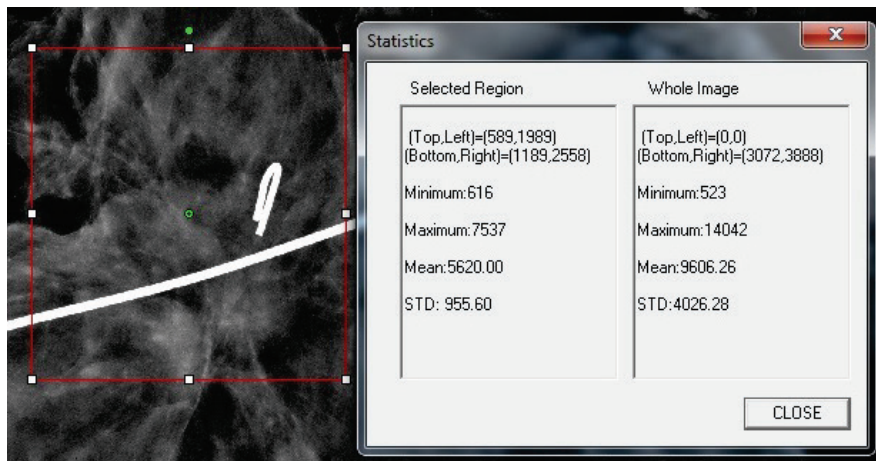 Statistics
Selected Region
(Top,Left)=(589,1989)
(Bottom,Right)=(1189,2558)
Minimum:616
Maximum:7537
Mean:5620.00
STD: 955.60
Whole Image
(Top,Left)=(0,0)
(Bottom,Right)=(3072,3888)
Minimum:523
Maximum:14042
Mean:9606.26
STD:4026.28
CLOSE